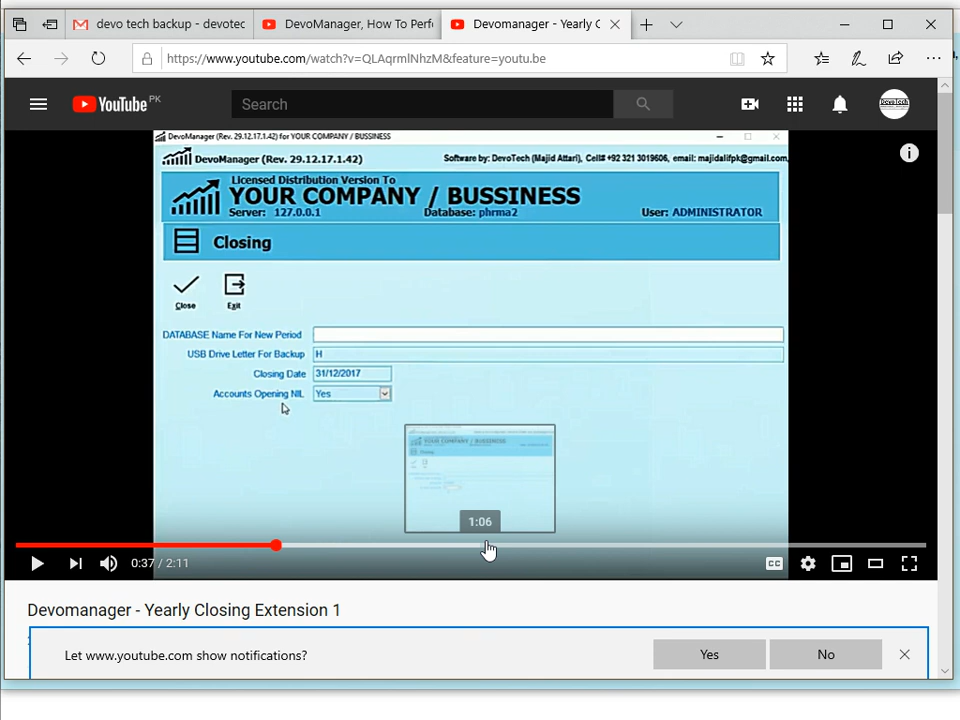 devo tech backup - devotec
DevoManager, How To Perf
Devomanager - Yearly C
https://www.youtube.com/watch?v=QLAqrmlNhzM&feature=youtu.be
YouTube PK
Search
DevoManager (Rev. 29.12.17.1.42) for YOUR COMPANY / BUSSINESS
DevoManager (Rev. 29.12.17.1.42)
Software by: DevoTech (Majid Attari), Cell# +92 321 3019606, email: majidalifpk@gmail.com,
Licensed Distribution Version To
YOUR COMPANY / BUSSINESS
Server: 127.0.0.1 Database: phrma2 User: ADMINISTRATOR
Closing
Close Exit
DATABASE Name For New Period
USB Drive Letter For Backup H
Closing Date 31/12/2017
Accounts Opening NIL Yes
YOUR COMPANY / BUSSINESS
Closing
1:06
0:37 / 2:11
CC
Devomanager - Yearly Closing Extension 1
Let www.youtube.com show notifications?
Yes
No